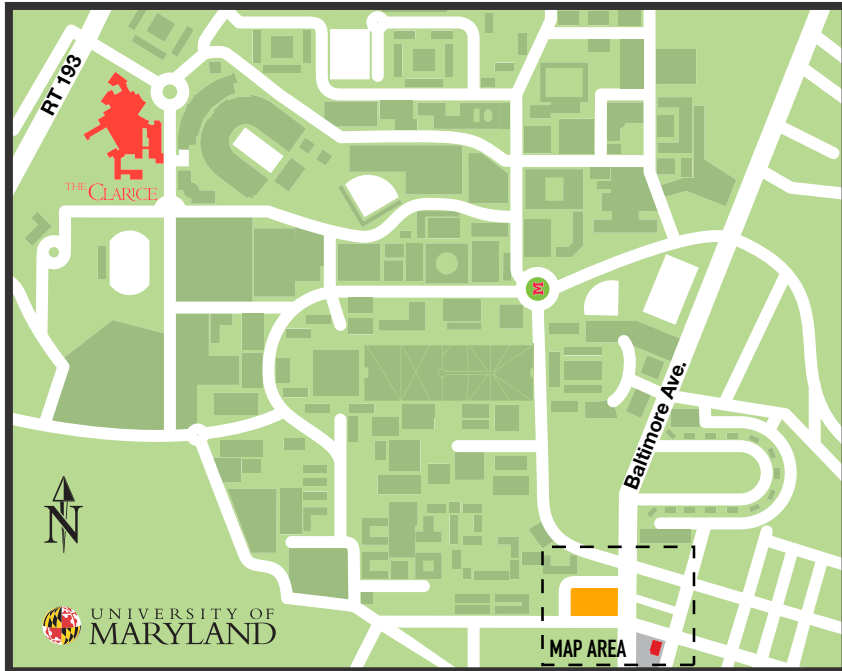 RT 193
THE CLARICE
M
Baltimore Ave.
N
UNIVERSITY OF
MARYLAND
MAP AREA